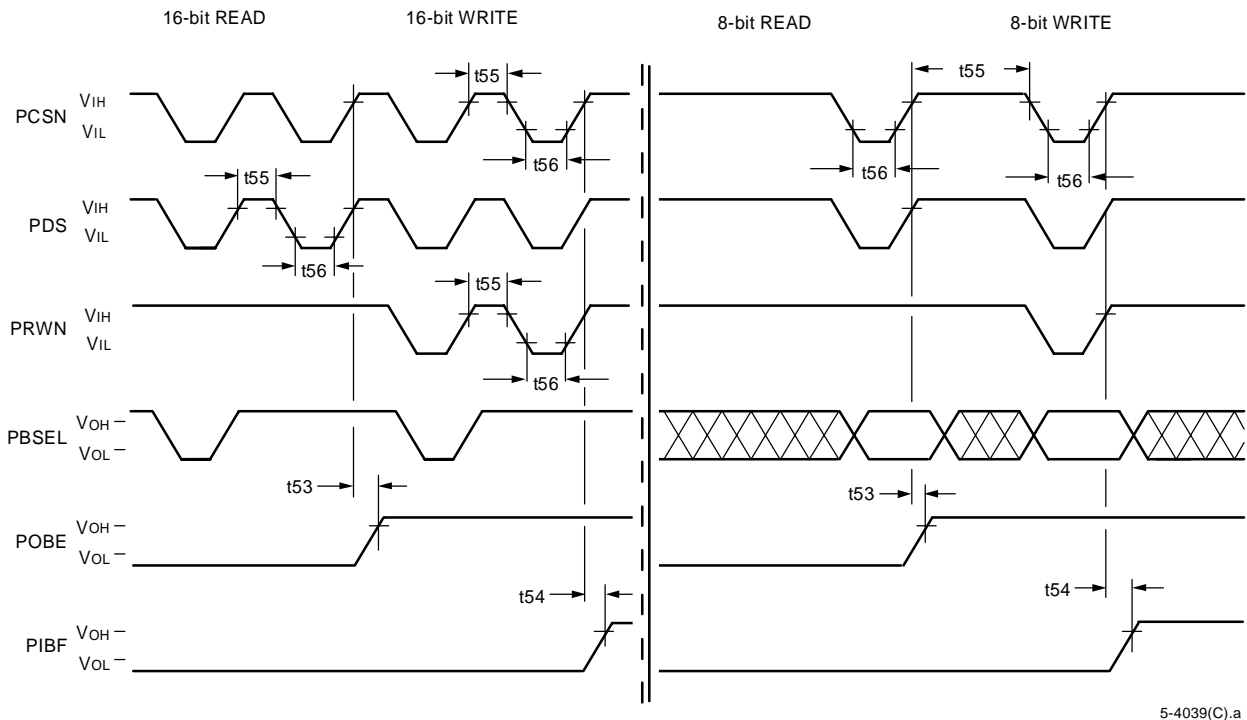 16-bit READ 16-bit WRITE 8-bit READ 8-bit WRITE
t55 t55
PCSN VIH
VIL
t56 t56 t56
t55
PDS VIH
VIL
t56
t55
PRWN VIH
VIL
t56
PBSEL VOH
VOL
t53 t53
POBE VOH
VOL
t54 t54
PIBF VOH
VOL
5-4039(C).a